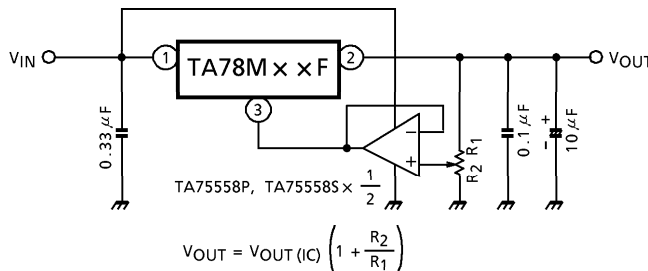 VIN
1
TA78M × × F
2
VOUT
3
0.33 μF
−
+
R2 R1
0.1 μF
− +
10 μF
TA75558P, TA75558S × 1/2
VOUT = VOUT (IC) (1 + R2/R1)